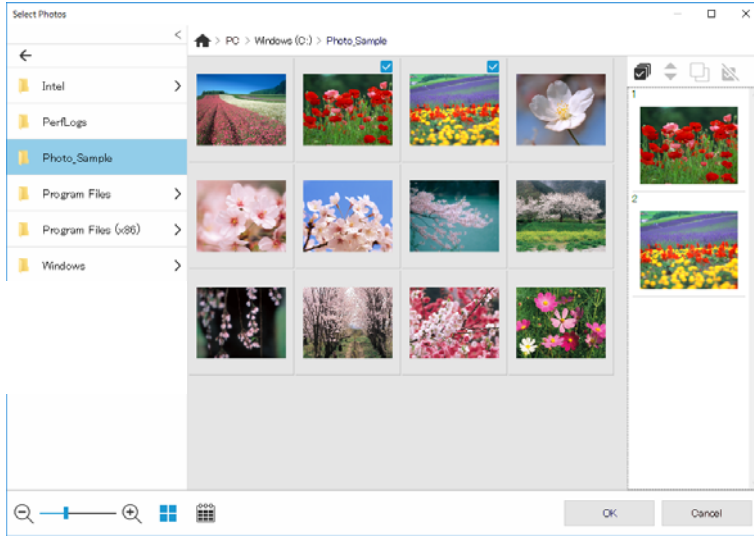 Select Photos
<
PC > Windows (C:) > Photo_Sample
Intel
PerfLogs
Photo_Sample
Program Files
Program Files (x86)
Windows
1
2
OK
Cancel